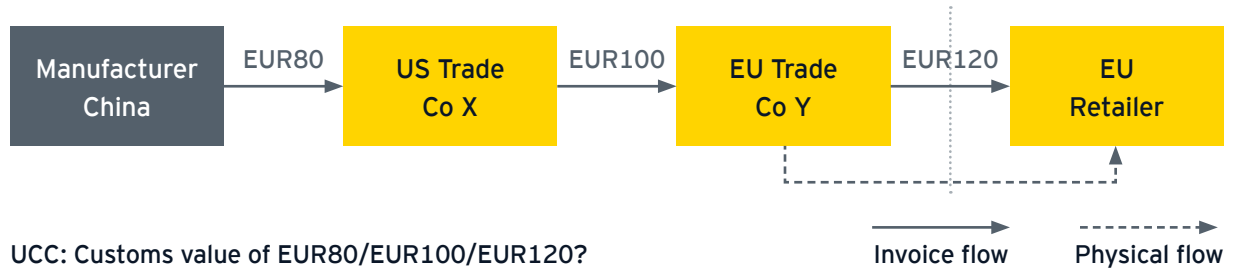 Manufacturer
China
EUR80
US Trade
Co X
EUR100
EU Trade
Co Y
EUR120
EU
Retailer
UCC: Customs value of EUR80/EUR100/EUR120?
Invoice flow
Physical flow